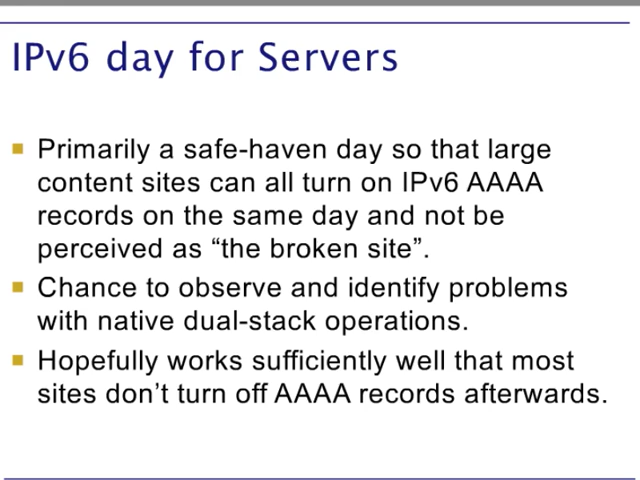 IPv6 day for Servers
Primarily a safe-haven day so that large
content sites can all turn on IPv6 AAAA
records on the same day and not be
perceived as “the broken site”.
Chance to observe and identify problems
with native dual-stack operations.
Hopefully works sufficiently well that most
sites don’t turn off AAAA records afterwards.